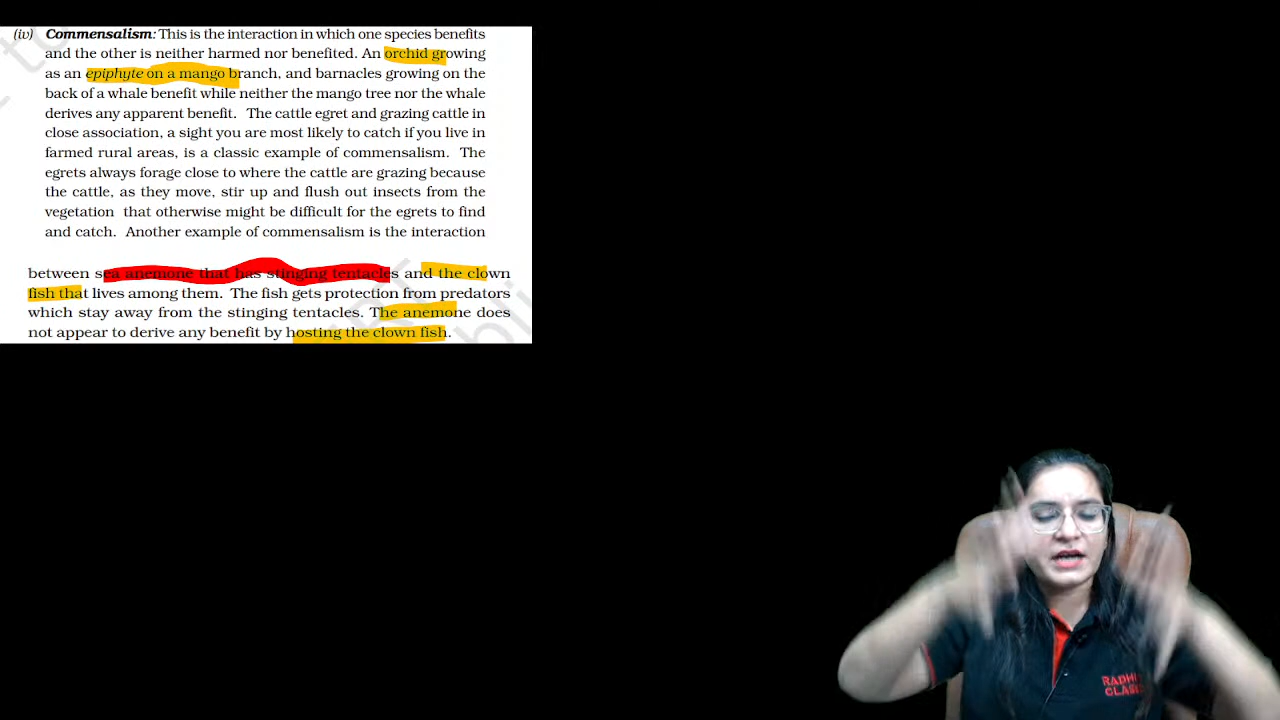 (iv) Commensalism: This is the interaction in which one species benefits
and the other is neither harmed nor benefited. An orchid growing
as an epiphyte on a mango branch, and barnacles growing on the
back of a whale benefit while neither the mango tree nor the whale
derives any apparent benefit. The cattle egret and grazing cattle in
close association, a sight you are most likely to catch if you live in
farmed rural areas, is a classic example of commensalism. The
egrets always forage close to where the cattle are grazing because
the cattle, as they move, stir up and flush out insects from the
vegetation that otherwise might be difficult for the egrets to find
and catch. Another example of commensalism is the interaction
between sea anemone that has stinging tentacles and the clown
fish that lives among them. The fish gets protection from predators
which stay away from the stinging tentacles. The anemone does
not appear to derive any benefit by hosting the clown fish.